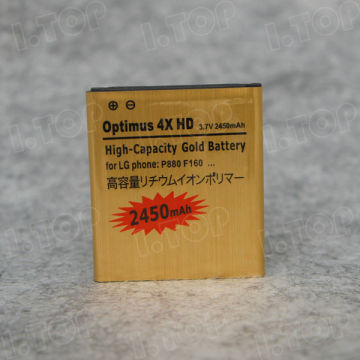 I.TOP
Optimus 4X HD 3.7V 2450mAh
High-Capacity Gold Battery
for LG phone: P880 F160 ...
高容量リチウムイオンポリマー
2450mAh